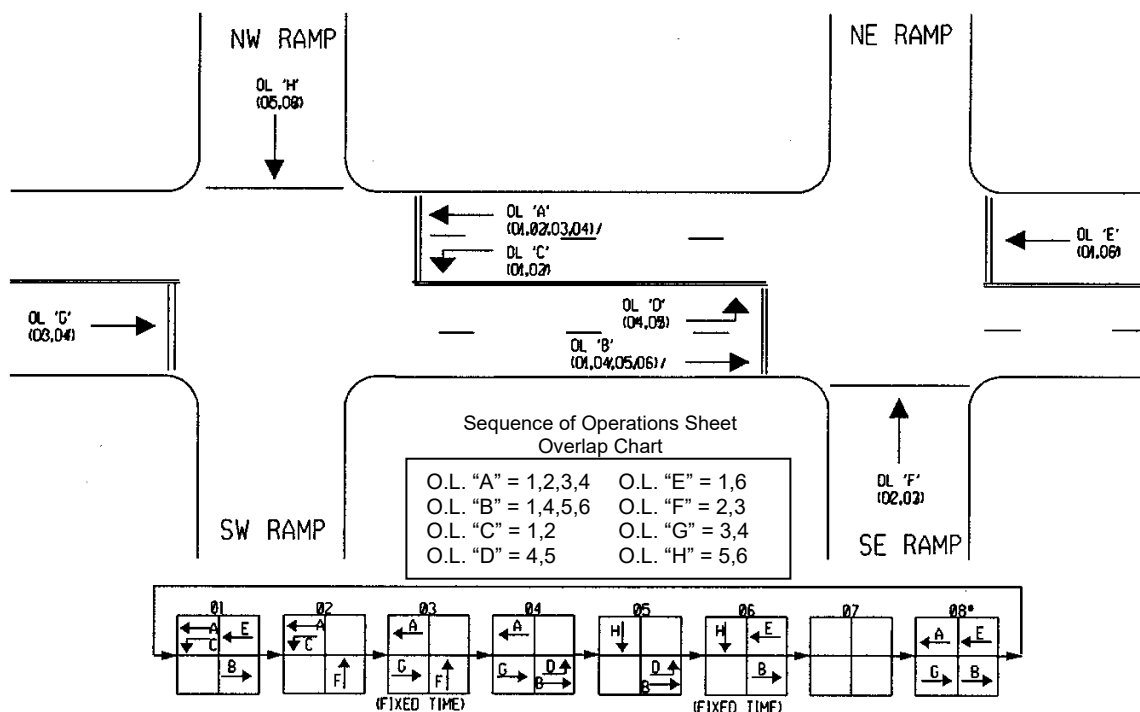 NW RAMP
NE RAMP
OL 'H'
(05,08)
OL 'A'
(01,02/03,04)/
OL 'C'
(01,02)
OL 'E'
(01,06)
OL 'G'
(03,04)
OL 'D'
(04,05)
OL 'B'
(01,04/05/06)/
Sequence of Operations Sheet
Overlap Chart
O.L. “A” = 1,2,3,4 O.L. “E” = 1,6
O.L. “B” = 1,4,5,6 O.L. “F” = 2,3
O.L. “C” = 1,2 O.L. “G” = 3,4
O.L. “D” = 4,5 O.L. “H” = 5,6
OL 'F'
(02,03)
SW RAMP
SE RAMP
01 02 03 04 05 06 07 08*
A E A A A H H E A E
C C
B F G F G D B D B B G B
(FIXED TIME) (FIXED TIME)